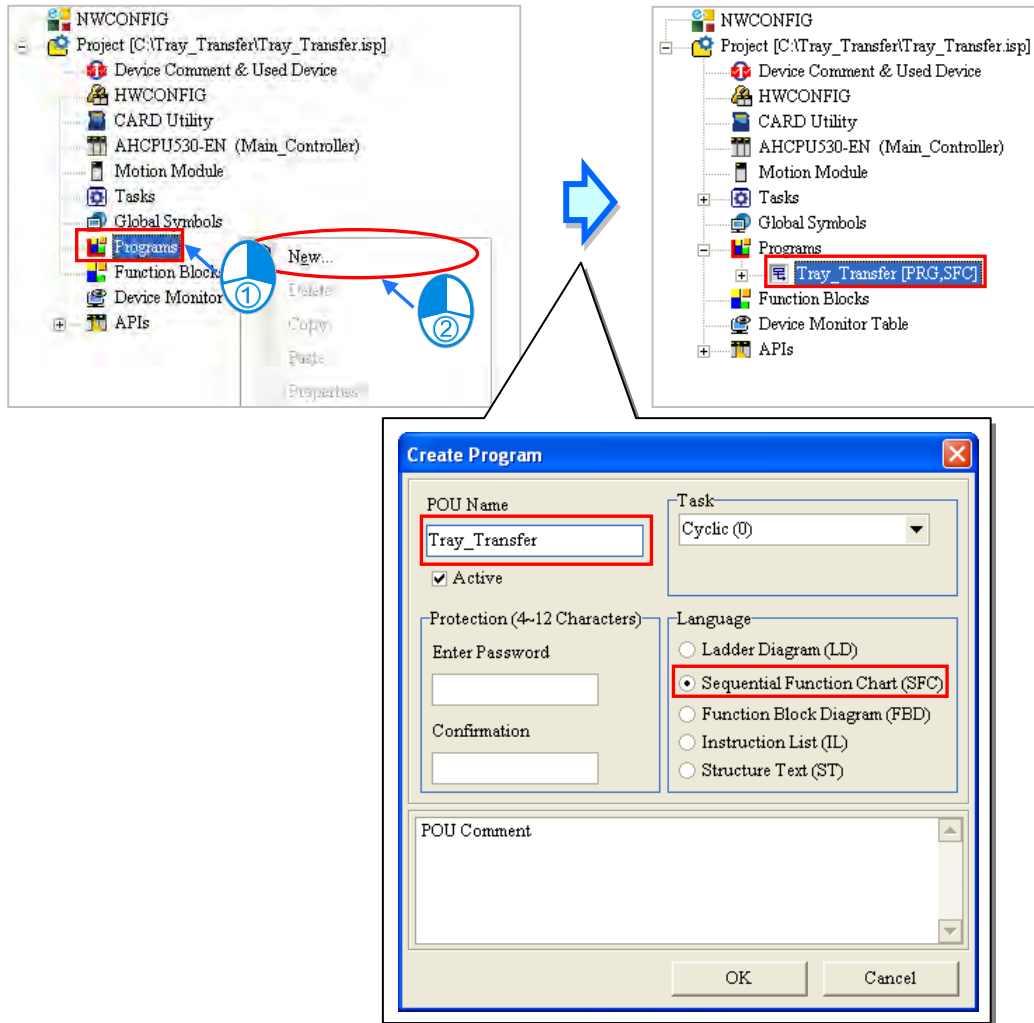 NWCONFIG
Project [C:\Tray_Transfer\Tray_Transfer.isp]
Device Comment & Used Device
HWCONFIG
CARD Utility
AHCPU530-EN (Main_Controller)
Motion Module
Tasks
Global Symbols
Programs
Function Block
Device Monitor
APIs
New...
Delete
Copy
Paste
Properties
①
②
NWCONFIG
Project [C:\Tray_Transfer\Tray_Transfer.isp]
Device Comment & Used Device
HWCONFIG
CARD Utility
AHCPU530-EN (Main_Controller)
Motion Module
Tasks
Global Symbols
Programs
Tray_Transfer [PRG,SFC]
Function Blocks
Device Monitor Table
APIs
Create Program
POU Name
Tray_Transfer
Active
Task
Cyclic (0)
Protection (4~12 Characters)
Enter Password
Confirmation
Language
Ladder Diagram (LD)
Sequential Function Chart (SFC)
Function Block Diagram (FBD)
Instruction List (IL)
Structure Text (ST)
POU Comment
OK
Cancel